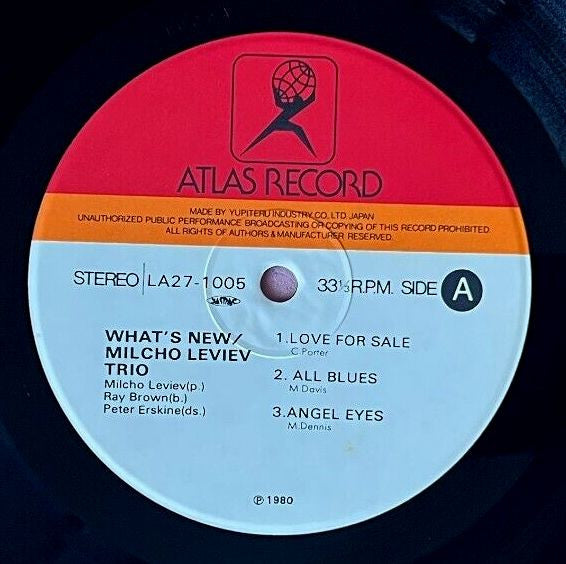 ATLAS RECORD
MADE BY YUPITERU INDUSTRY CO., LTD. JAPAN
UNAUTHORIZED PUBLIC PERFORMANCE BROADCASTING OR COPYING OF THIS RECORD PROHIBITED.
ALL RIGHTS OF AUTHORS & MANUFACTURER RESERVED.
STEREO LA27-1005 33⅓ R.P.M. SIDE A
WHAT'S NEW/
MILCHO LEVIEV
TRIO
Milcho Leviev(p.)
Ray Brown(b.)
Peter Erskine(ds.)
1.LOVE FOR SALE
C.Porter
2. ALL BLUES
M.Davis
3.ANGEL EYES
M.Dennis
℗ 1980